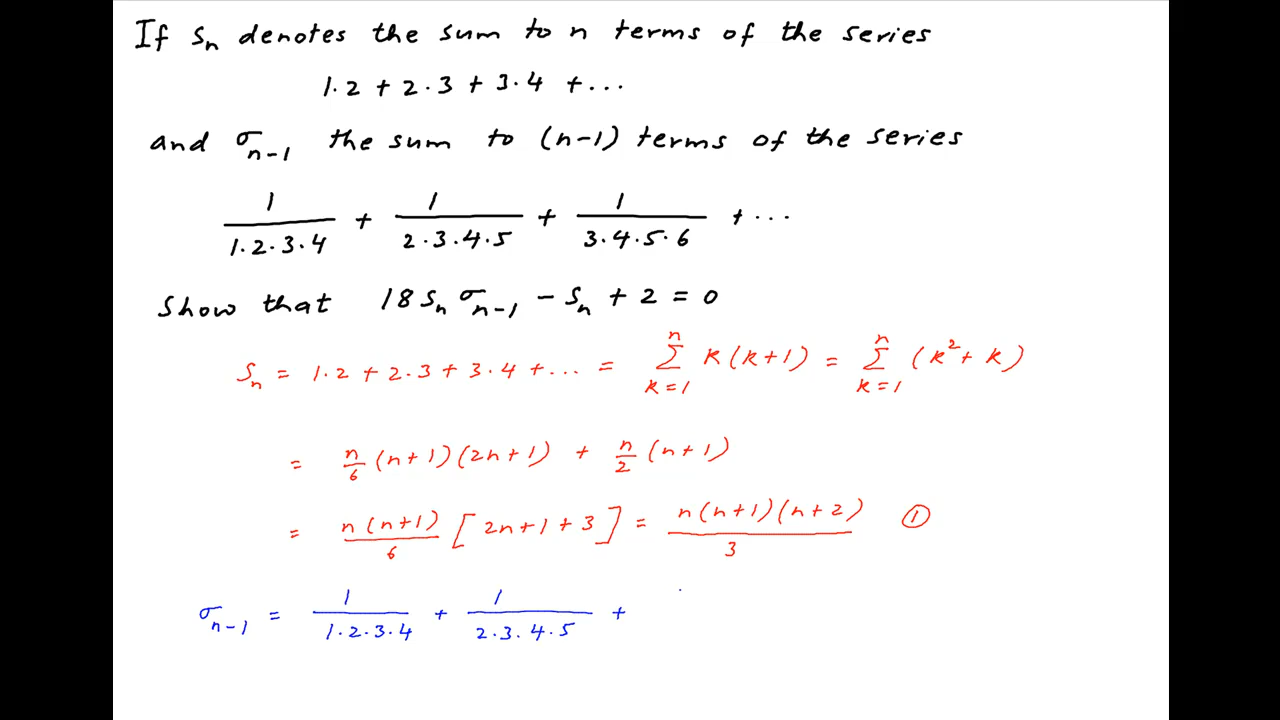 If Sₙ denotes the sum to n terms of the series
1·2 + 2·3 + 3·4 + ...
and σₙ₋₁ the sum to (n-1) terms of the series
1/(1·2·3·4) + 1/(2·3·4·5) + 1/(3·4·5·6) + ...
Show that 18 Sₙ σₙ₋₁ - Sₙ + 2 = 0
Sₙ = 1·2 + 2·3 + 3·4 + ... = ∑ₖ₌₁ⁿ k(k+1) = ∑ₖ₌₁ⁿ (k² + k)
= n/6 (n+1)(2n+1) + n/2 (n+1)
= n(n+1)/6 [2n+1+3] = n(n+1)(n+2)/3 ①
σₙ₋₁ = 1/(1·2·3·4) + 1/(2·3·4·5) +